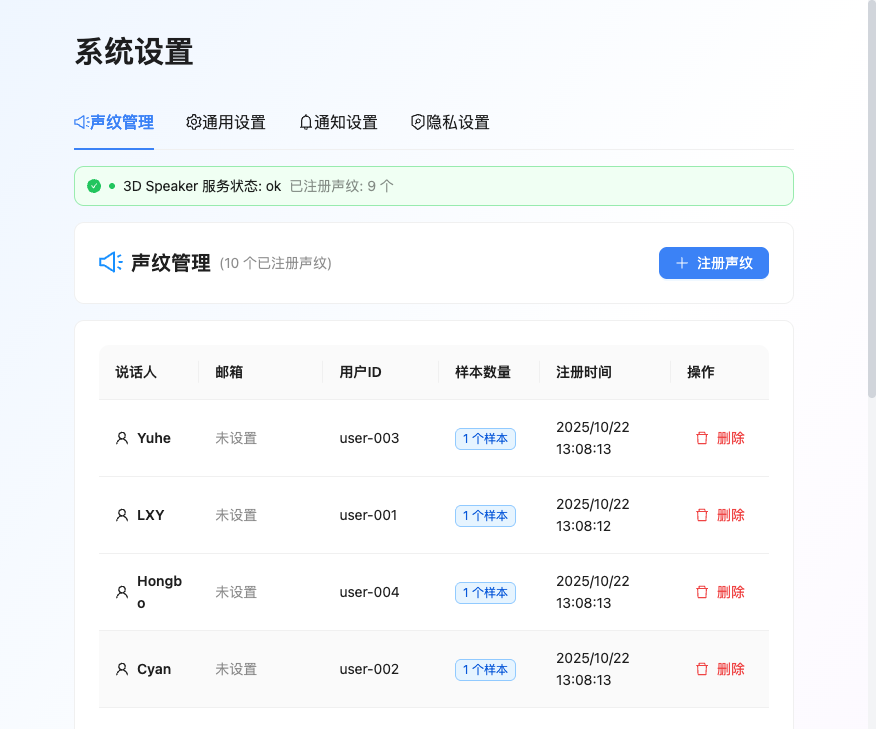 系统设置
声纹管理 通用设置 通知设置 隐私设置
3D Speaker 服务状态: ok 已注册声纹: 9 个
声纹管理 (10 个已注册声纹) + 注册声纹
说话人 邮箱 用户ID 样本数量 注册时间 操作
Yuhe 未设置 user-003 1 个样本 2025/10/22 13:08:13 删除
LXY 未设置 user-001 1 个样本 2025/10/22 13:08:12 删除
Hongbo 未设置 user-004 1 个样本 2025/10/22 13:08:13 删除
Cyan 未设置 user-002 1 个样本 2025/10/22 13:08:13 删除